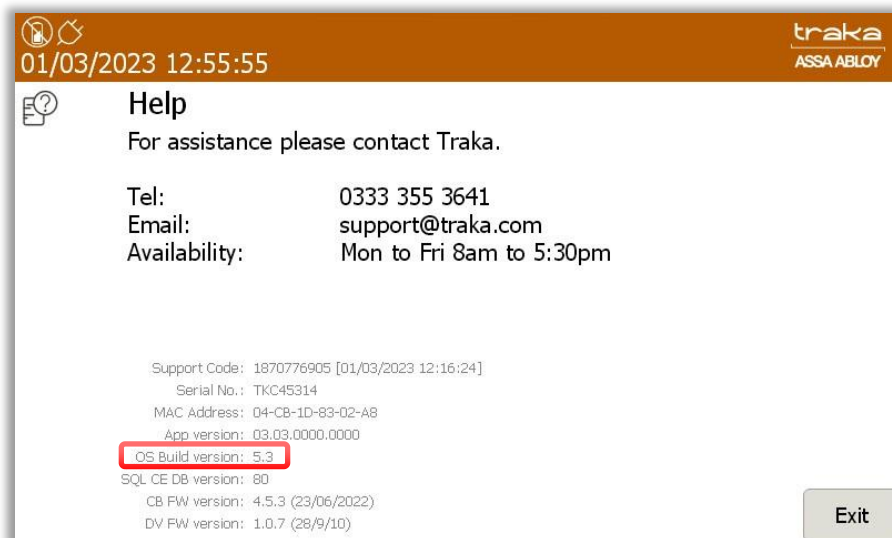 01/03/2023 12:55:55
traka
ASSA ABLOY
Help
For assistance please contact Traka.
Tel: 0333 355 3641
Email: support@traka.com
Availability: Mon to Fri 8am to 5:30pm
Support Code: 1870776905 [01/03/2023 12:16:24]
Serial No.: TKC45314
MAC Address: 04-CB-1D-83-02-A8
App version: 03.03.0000.0000
OS Build version: 5.3
SQL CE DB version: 80
CB FW version: 4.5.3 (23/06/2022)
DV FW version: 1.0.7 (28/9/10)
Exit